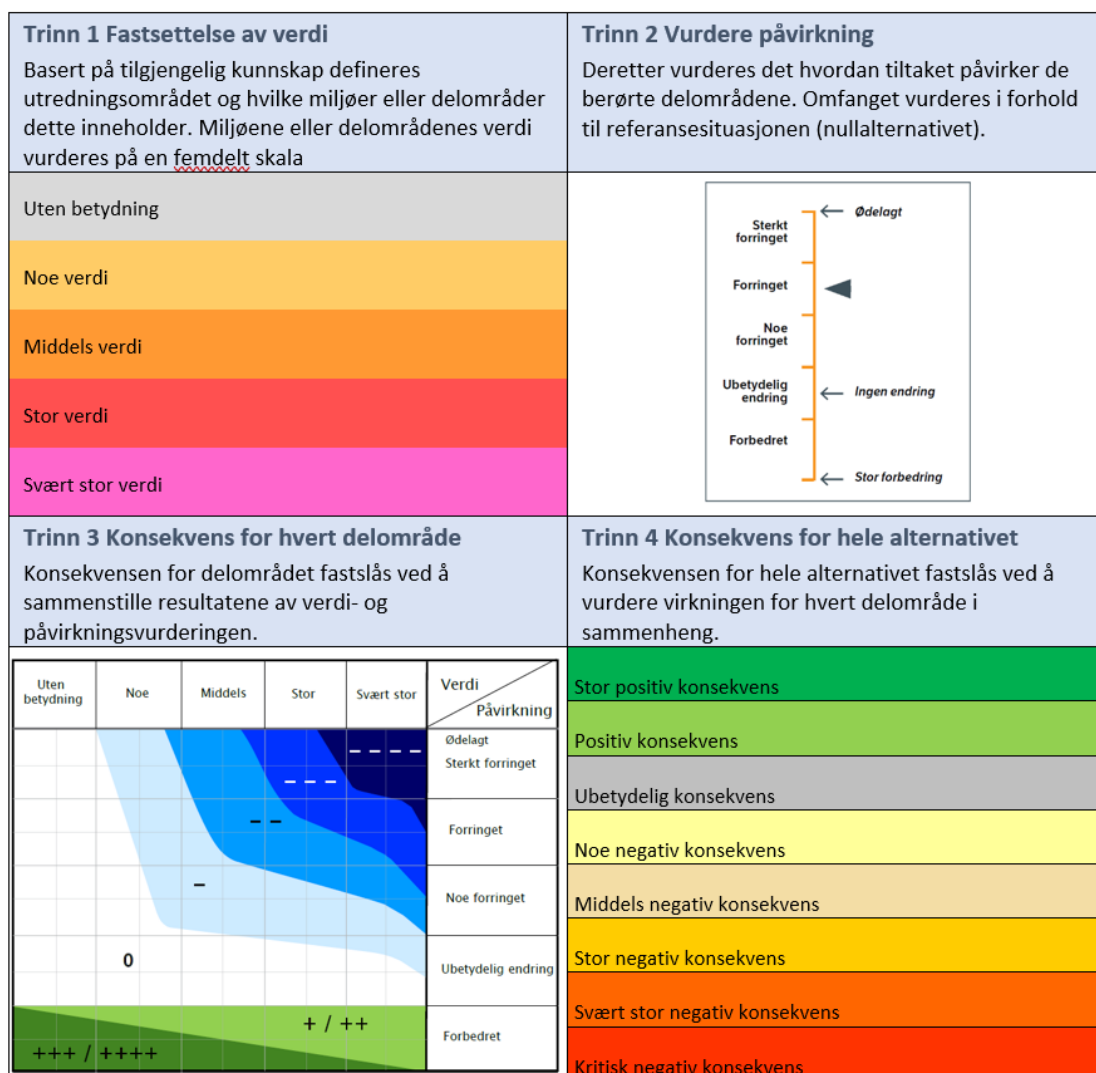 Trinn 1 Fastsettelse av verdi
Basert på tilgjengelig kunnskap defineres
utredningsområdet og hvilke miljøer eller delområder
dette inneholder. Miljøene eller delområdenes verdi
vurderes på en femdelt skala
Trinn 2 Vurdere påvirkning
Deretter vurderes det hvordan tiltaket påvirker de
berørte delområdene. Omfanget vurderes i forhold
til referansesituasjonen (nullalternativet).
Uten betydning
Noe verdi
Middels verdi
Stor verdi
Svært stor verdi
Ødelagt
Sterkt
forringet
Forringet
Noe
forringet
Ubetydelig
endring
Ingen endring
Forbedret
Stor forbedring
Trinn 3 Konsekvens for hvert delområde
Konsekvensen for delområdet fastslås ved å
sammenstille resultatene av verdi- og
påvirkningsvurderingen.
Trinn 4 Konsekvens for hele alternativet
Konsekvensen for hele alternativet fastslås ved å
vurdere virkningen for hvert delområde i
sammenheng.
Uten
betydning
Noe
Middels
Stor
Svært stor
Verdi
Påvirkning
Ødelagt
Sterkt forringet
– – – –
– – –
– –
Forringet
–
Noe forringet
0
Ubetydelig endring
+ / ++
Forbedret
+++ / ++++
Stor positiv konsekvens
Positiv konsekvens
Ubetydelig konsekvens
Noe negativ konsekvens
Middels negativ konsekvens
Stor negativ konsekvens
Svært stor negativ konsekvens
Kritisk negativ konsekvens